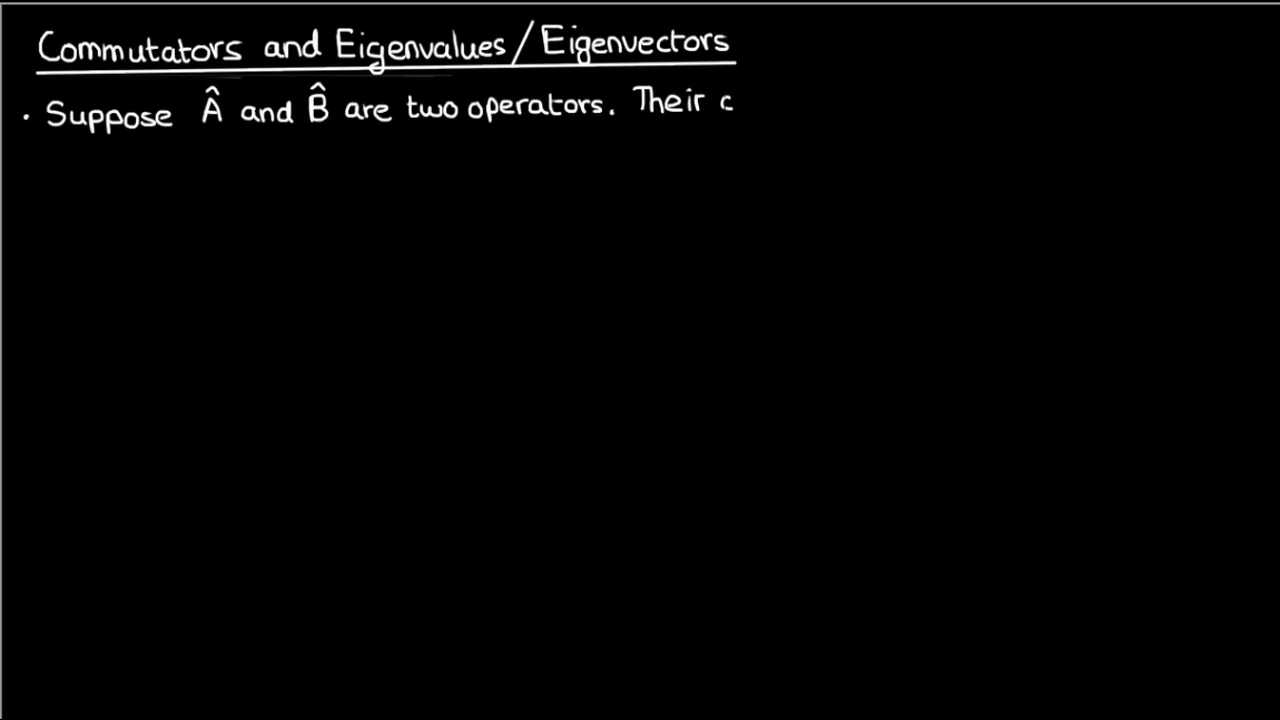 Commutators and Eigenvalues/Eigenvectors
· Suppose Â and B̂ are two operators. Their c